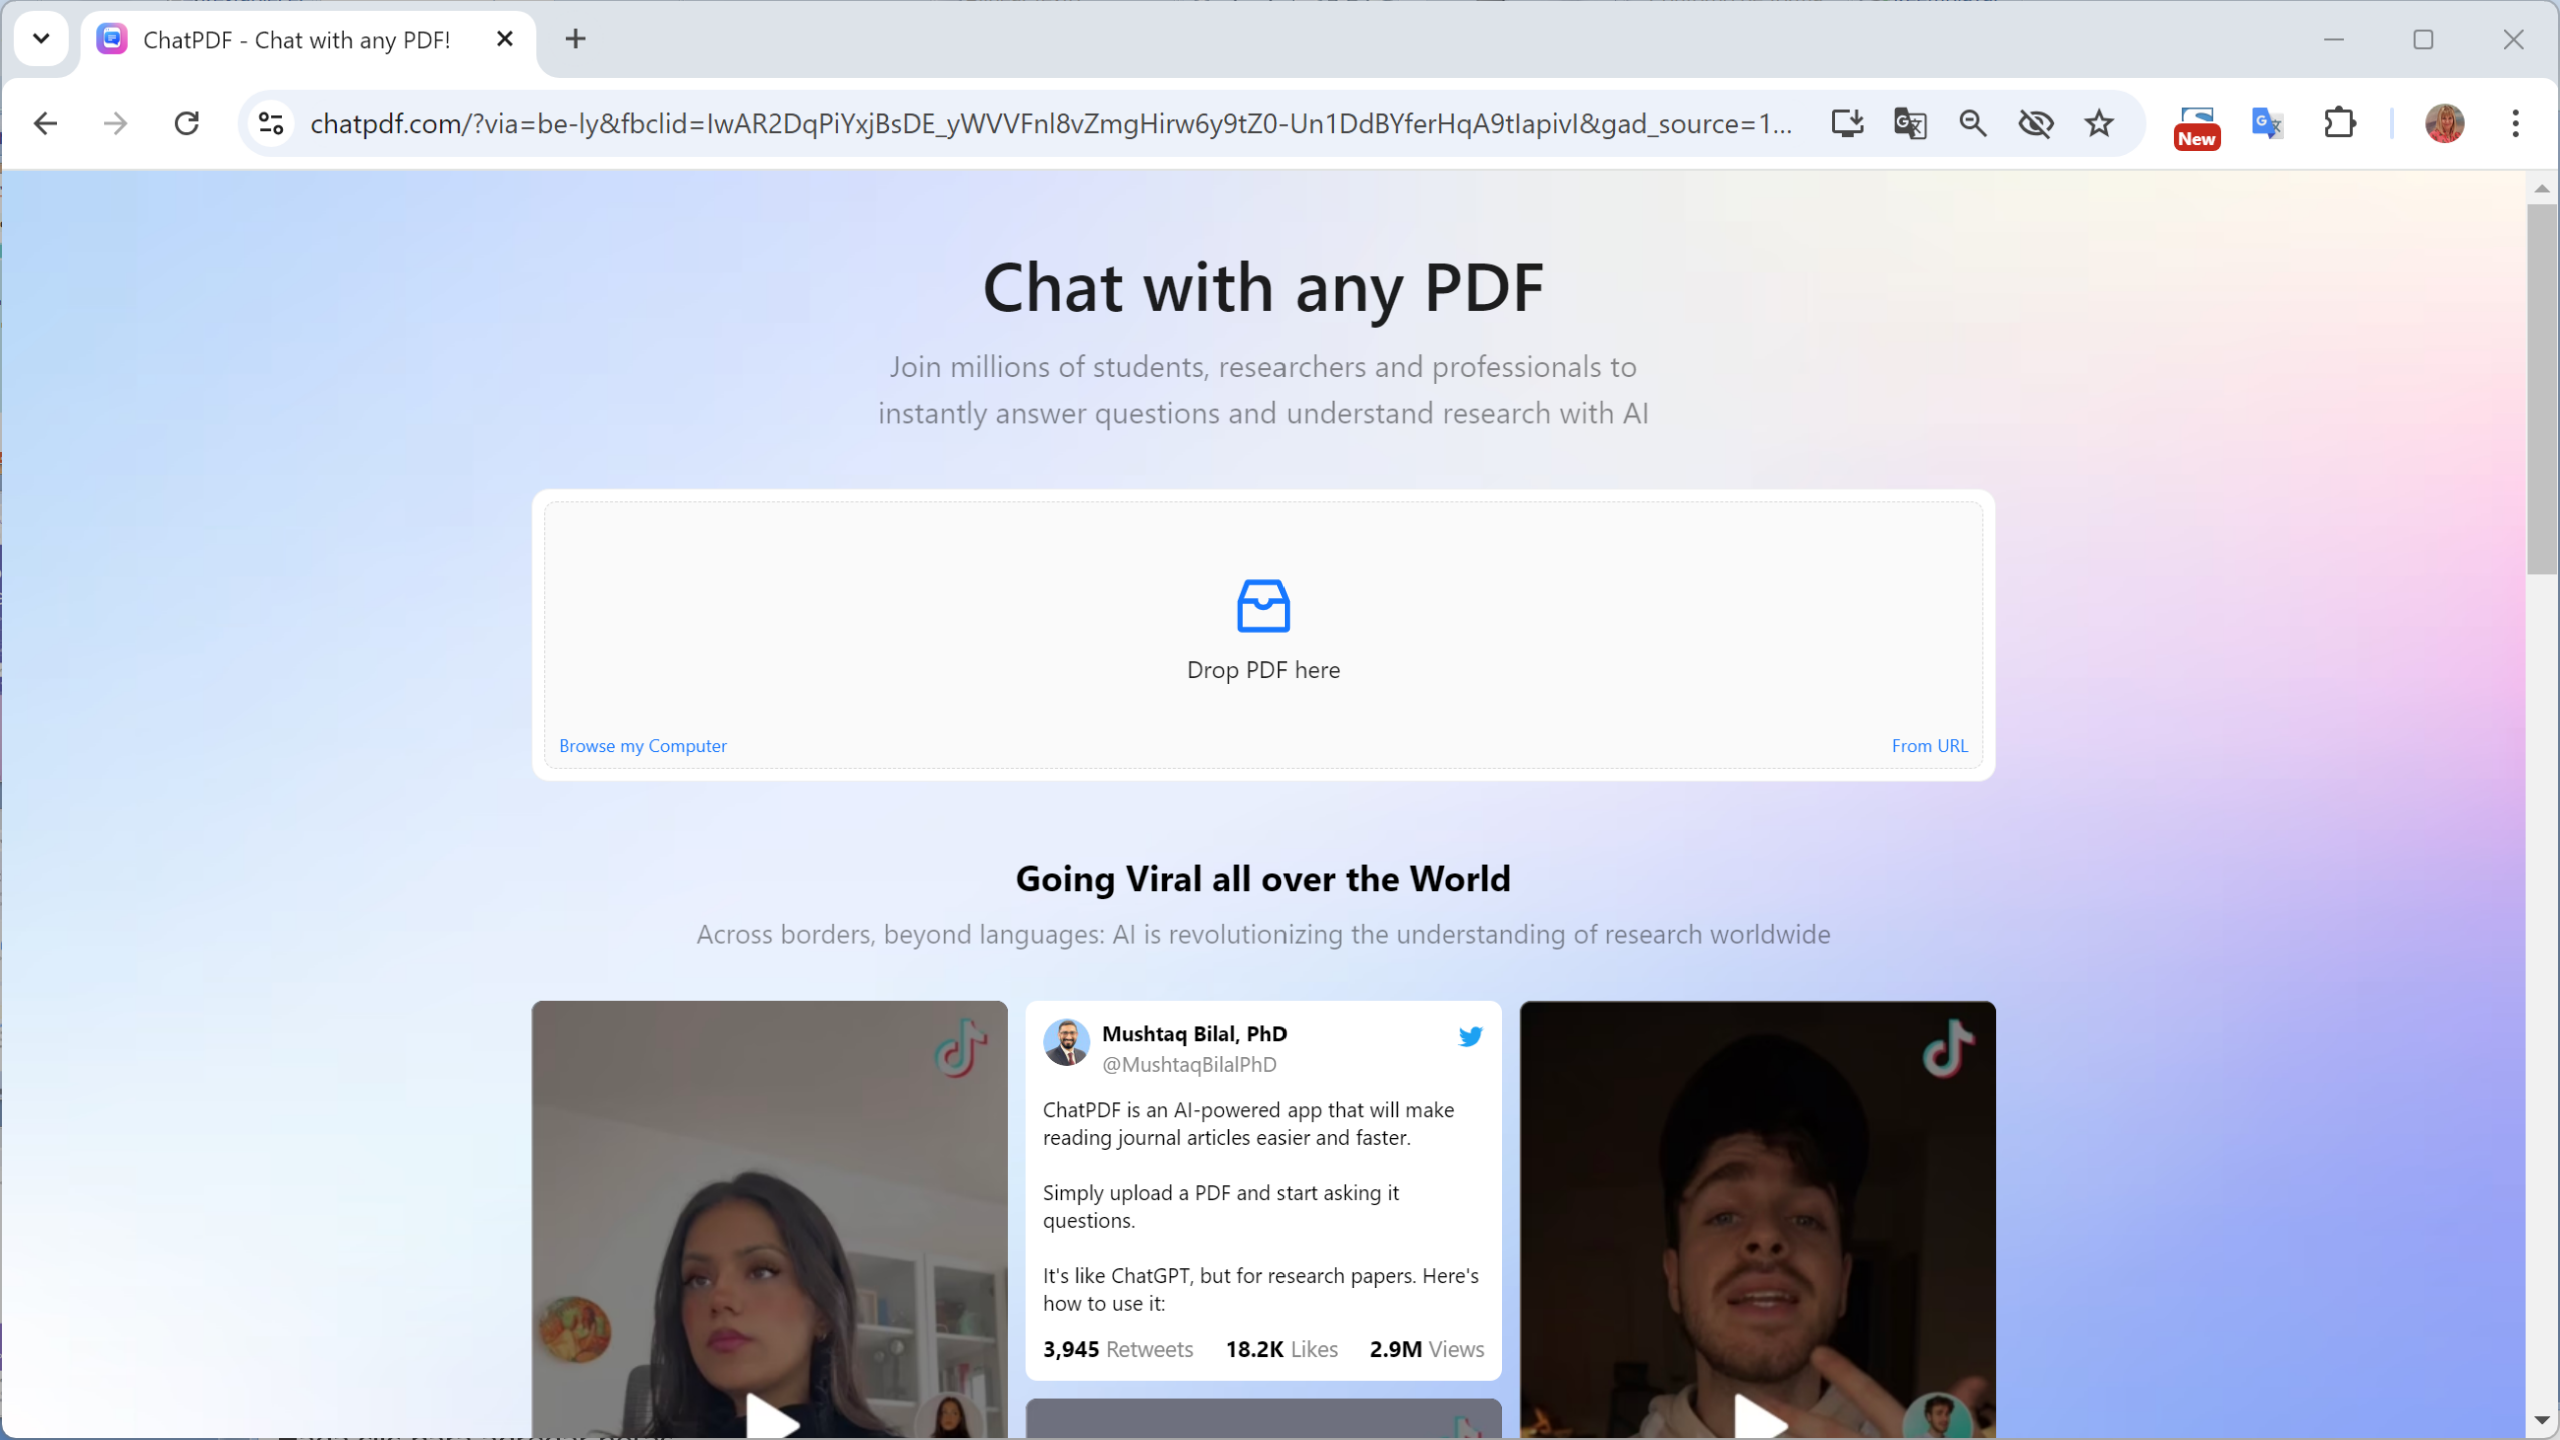 ChatPDF - Chat with any PDF!
chatpdf.com/?via=be-ly&fbclid=IwAR2DqPiYxjBsDE_yWVVFnl8vZmgHirw6y9tZ0-Un1DdBYferHqA9tIapivI&gad_source=1...
New
Chat with any PDF
Join millions of students, researchers and professionals to
instantly answer questions and understand research with AI
Drop PDF here
Browse my Computer
From URL
Going Viral all over the World
Across borders, beyond languages: AI is revolutionizing the understanding of research worldwide
Mushtaq Bilal, PhD
@MushtaqBilalPhD
ChatPDF is an AI-powered app that will make
reading journal articles easier and faster.
Simply upload a PDF and start asking it
questions.
It's like ChatGPT, but for research papers. Here's
how to use it:
3,945 Retweets 18.2K Likes 2.9M Views